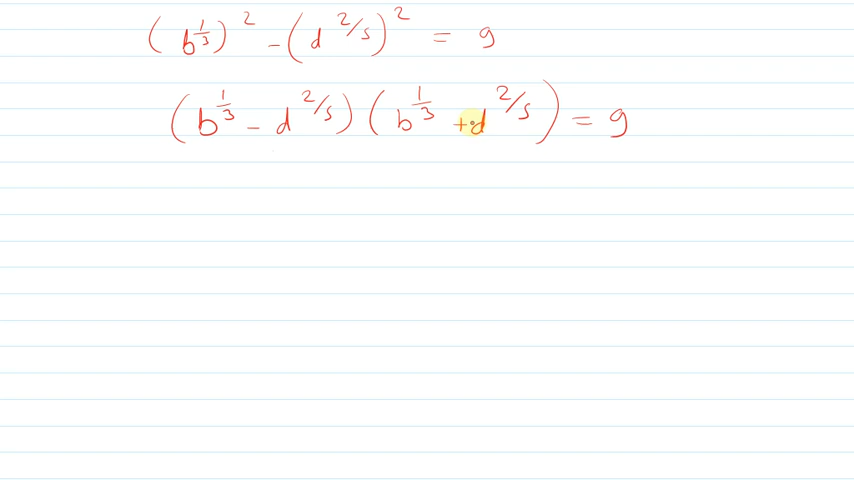 (b^{1/3})^2 - (d^{2/5})^2 = 9
(b^{1/3} - d^{2/5})(b^{1/3} + d^{2/5}) = 9